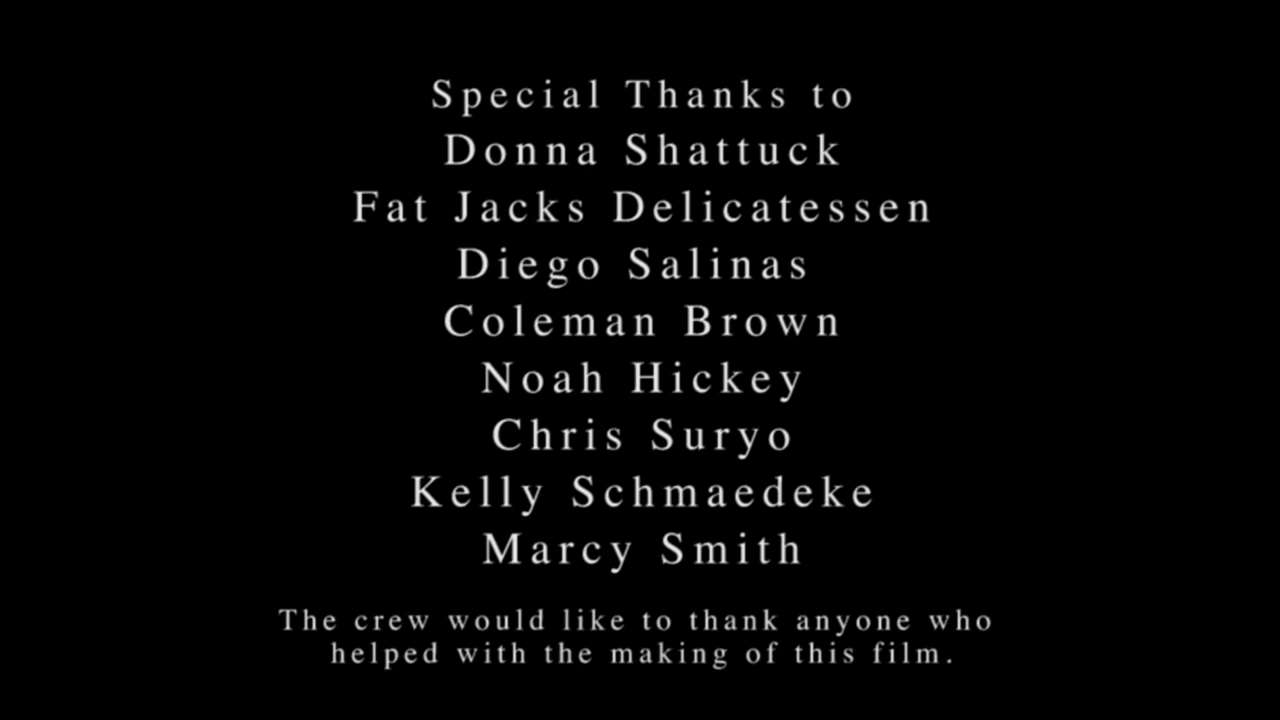 Special Thanks to
Donna Shattuck
Fat Jacks Delicatessen
Diego Salinas
Coleman Brown
Noah Hickey
Chris Suryo
Kelly Schmaedeke
Marcy Smith
The crew would like to thank anyone who
helped with the making of this film.